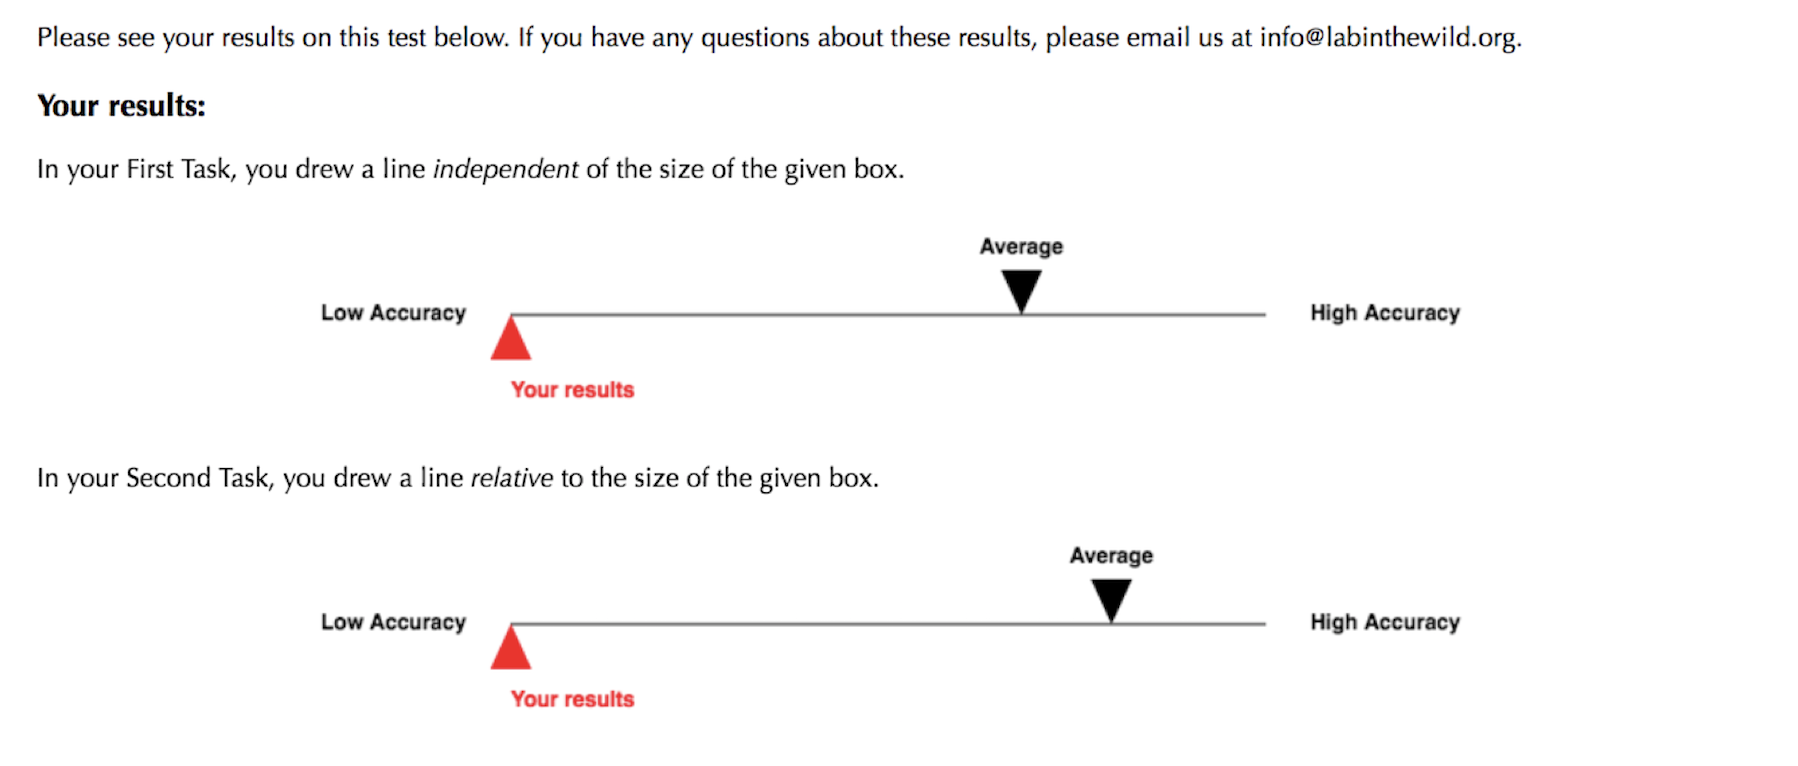 Please see your results on this test below. If you have any questions about these results, please email us at info@labinthewild.org.
Your results:
In your First Task, you drew a line independent of the size of the given box.
Average
Low Accuracy
High Accuracy
Your results
In your Second Task, you drew a line relative to the size of the given box.
Average
Low Accuracy
High Accuracy
Your results